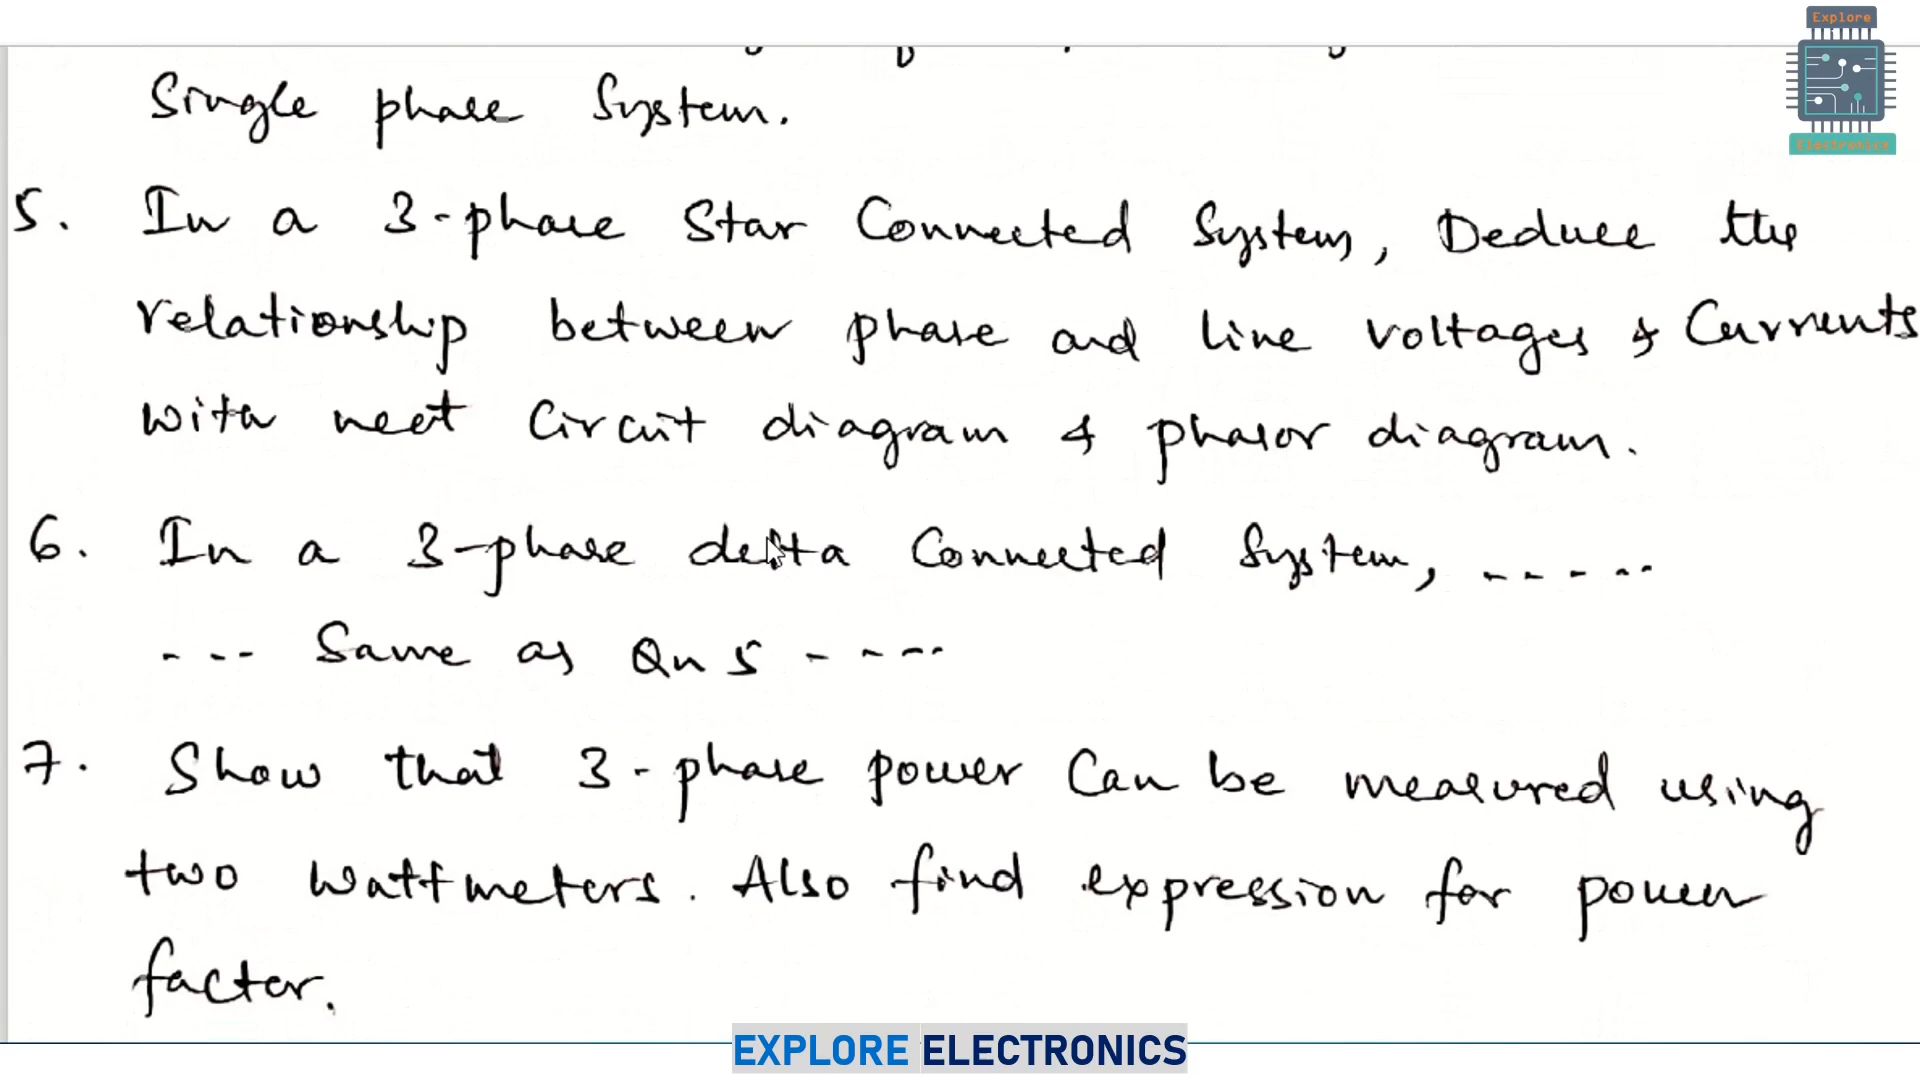 Explore
Electronics
Single phase System.
5. In a 3-phase Star Connected System, Deduce the
relationship between phase and line voltages & Currents
with neat Circuit diagram & phasor diagram.
6. In a 3-phase delta Connected System, -----
--- Same as Qn 5 ----
7. Show that 3-phase power Can be measured using
two wattmeters. Also find expression for power
factor.
EXPLORE ELECTRONICS